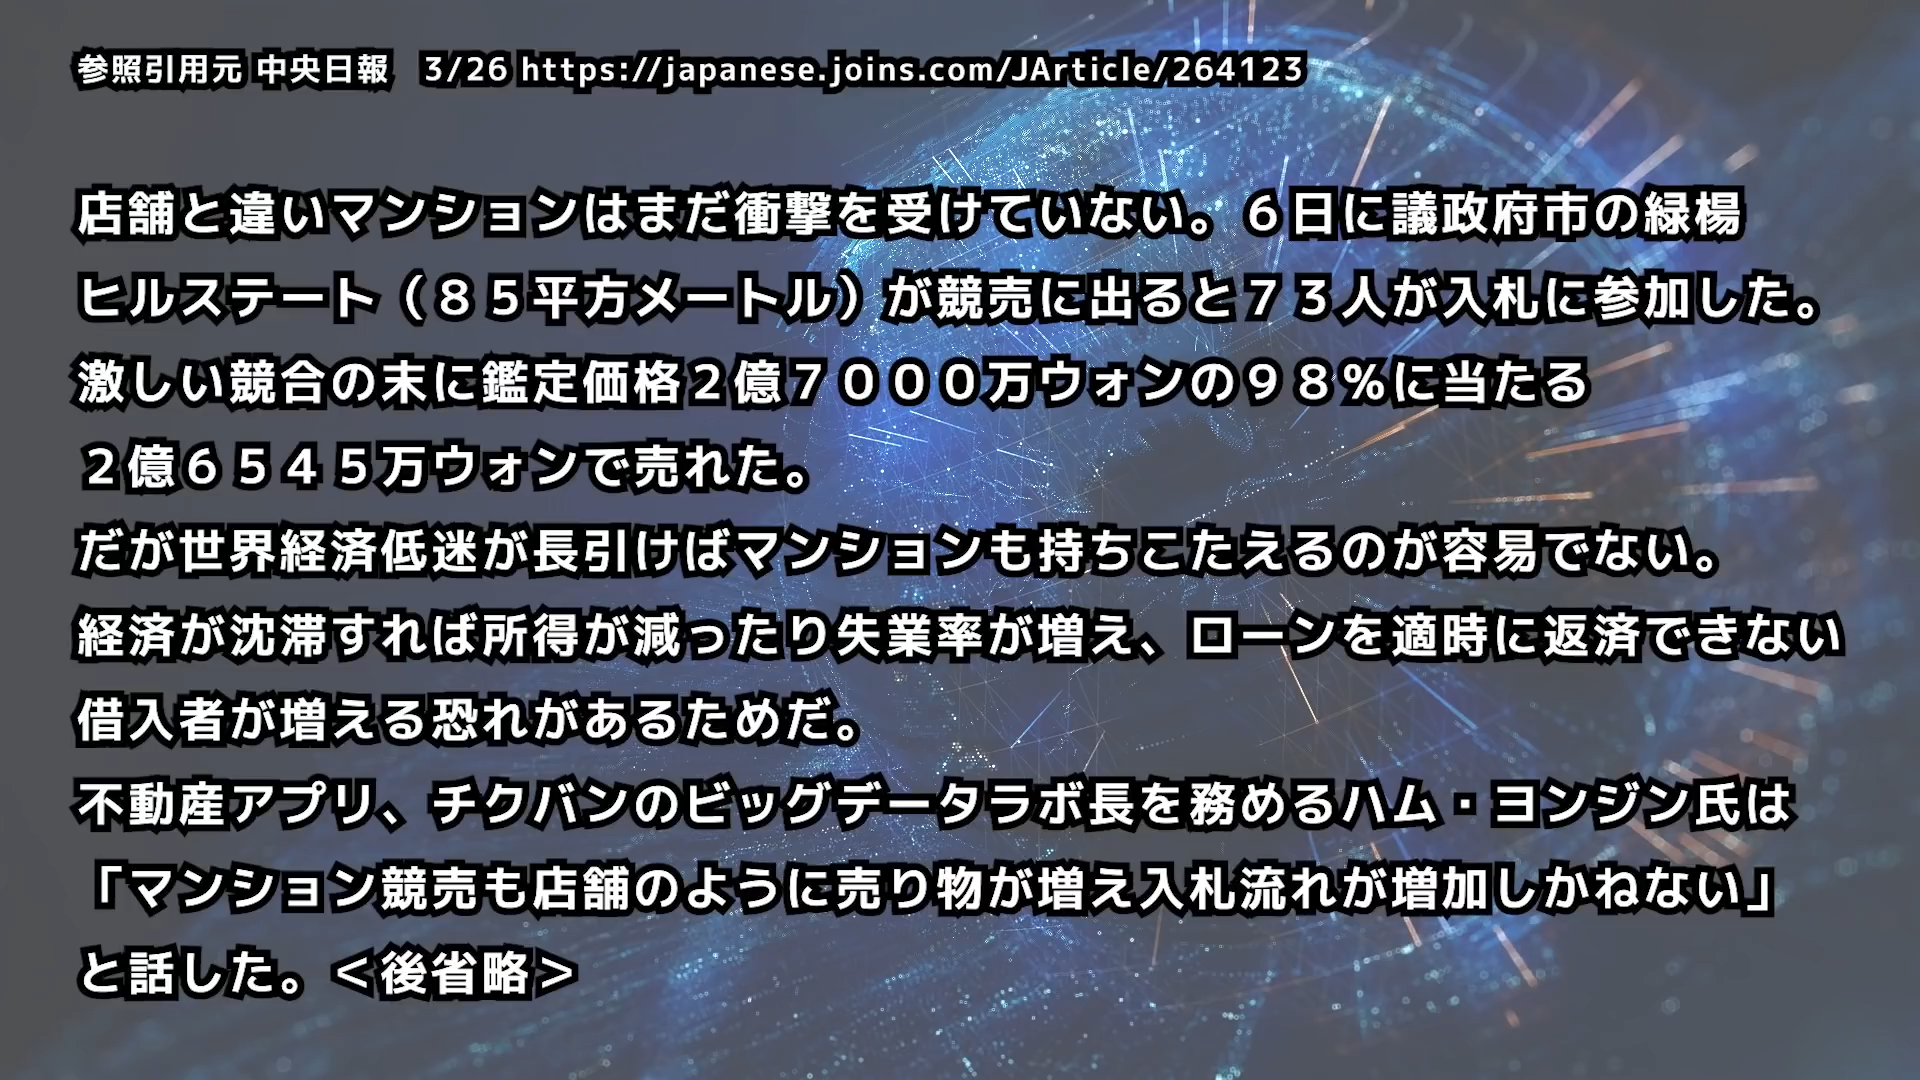 参照引用元 中央日報　3/26 https://japanese.joins.com/JArticle/264123
店舗と違いマンションはまだ衝撃を受けていない。６日に議政府市の緑楊
ヒルステート（８５平方メートル）が競売に出ると７３人が入札に参加した。
激しい競合の末に鑑定価格２億７０００万ウォンの９８％に当たる
２億６５４５万ウォンで売れた。
だが世界経済低迷が長引けばマンションも持ちこたえるのが容易でない。
経済が沈滞すれば所得が減ったり失業率が増え、ローンを適時に返済できない
借入者が増える恐れがあるためだ。
不動産アプリ、チクバンのビッグデータラボ長を務めるハム・ヨンジン氏は
「マンション競売も店舗のように売り物が増え入札流れが増加しかねない」
と話した。＜後省略＞